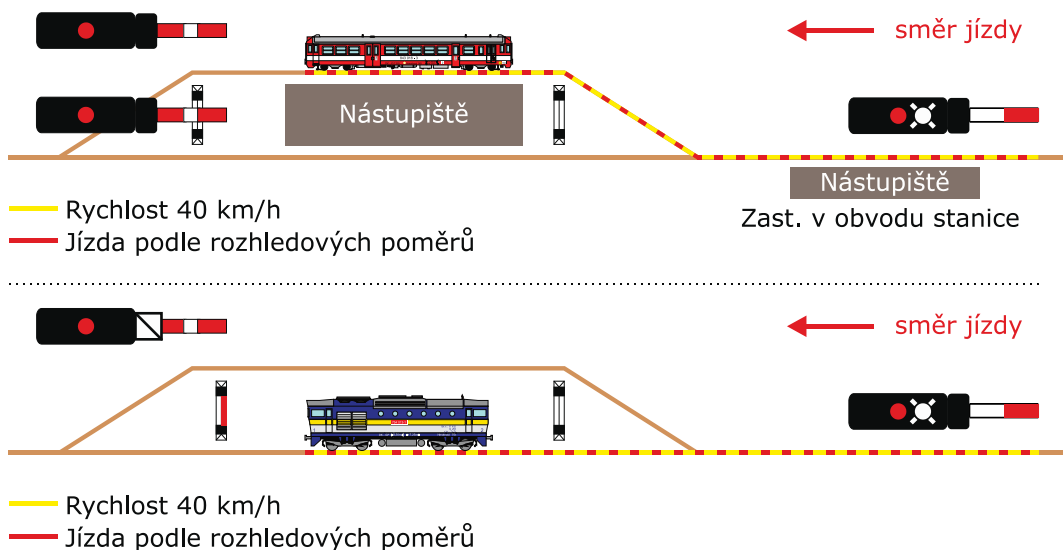 směr jízdy
Nástupiště
Nástupiště
Zast. v obvodu stanice
Rychlost 40 km/h
Jízda podle rozhledových poměrů
směr jízdy
Rychlost 40 km/h
Jízda podle rozhledových poměrů